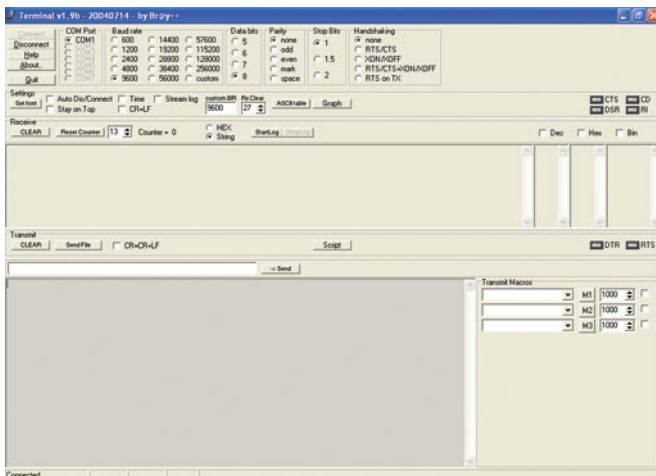 Terminal v1.9b - 20040714 - by Br@y++
Connect
Disconnect
Help
About..
Quit
COM Port
COM1
Baud rate
600 14400 57600
1200 19200 115200
2400 28800 128000
4800 38400 256000
9600 56000 custom
Data bits
5
6
7
8
Parity
none
odd
even
mark
space
Stop Bits
1
1.5
2
Handshaking
none
RTS/CTS
XON/XOFF
RTS/CTS+XON/XOFF
RTS on TX
Settings
Set font
Auto Dis/Connect Time Stream log custom BR Rx Clear
Stay on Top CR=LF 9600 27 ASCII table Graph
CTS CD
DSR RI
Receive
CLEAR Reset Counter 13 Counter = 0 HEX
String StartLog StopLog Dec Hex Bin
Transmit
CLEAR Send File CR=CR+LF Script DTR RTS
-> Send
Transmit Macros
M1 1000
M2 1000
M3 1000
Connected